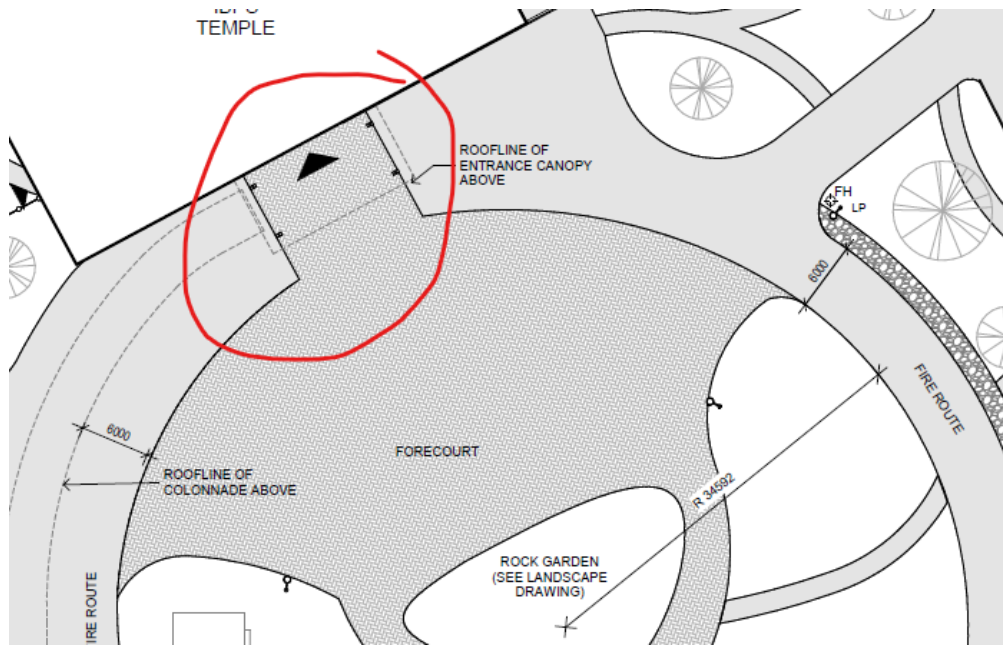 TEMPLE
ROOFLINE OF
ENTRANCE CANOPY
ABOVE
FH
LP
6000
FIRE ROUTE
6000
FORECOURT
ROOFLINE OF
COLONNADE ABOVE
R 34592
ROCK GARDEN
(SEE LANDSCAPE
DRAWING)
IRE ROUTE